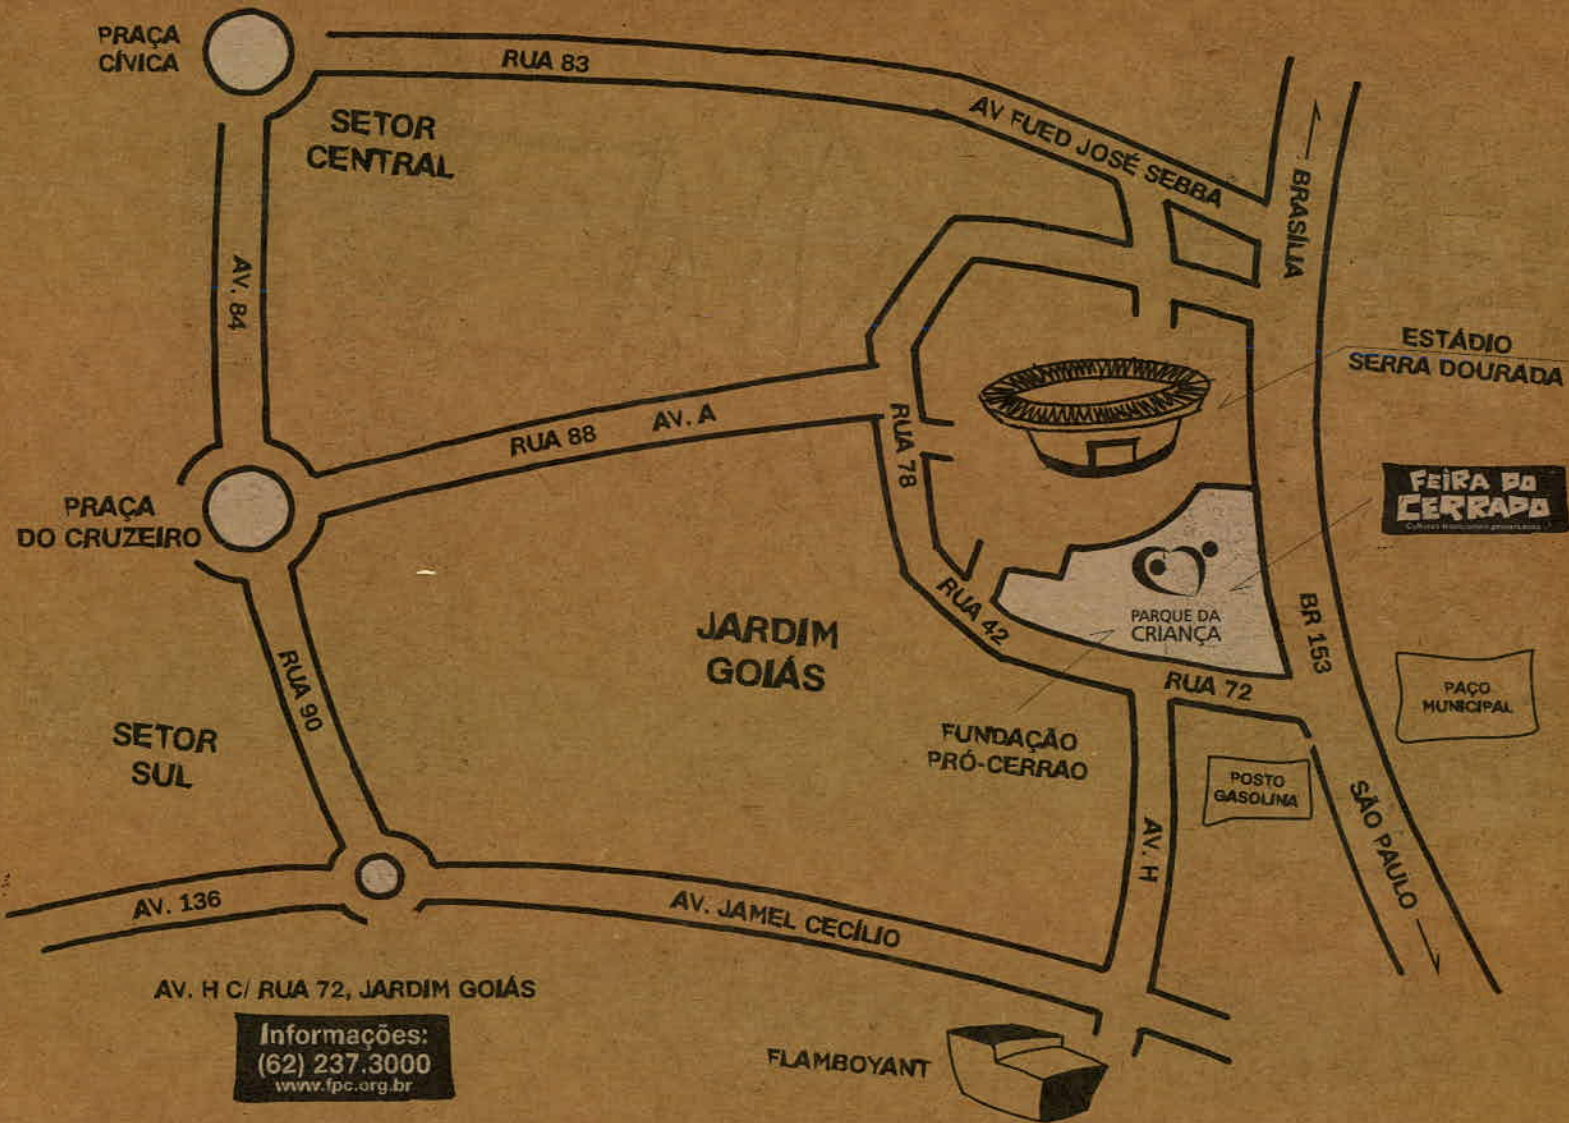 PRAÇA
CÍVICA
RUA 83
SETOR
CENTRAL
AV FUED JOSÉ SEBBA
BRASÍLIA
AV. 84
ESTÁDIO
SERRA DOURADA
RUA 88
AV. A
RUA 78
FEIRA DO
CERRADO
PRAÇA
DO CRUZEIRO
PARQUE DA
CRIANÇA
RUA 42
BR 153
JARDIM
GOIÁS
RUA 90
RUA 72
PAÇO
MUNICIPAL
SETOR
SUL
FUNDAÇÃO
PRÓ-CERRAO
POSTO
GASOLINA
SÃO PAULO
AV. H
AV. 136
AV. JAMEL CECÍLIO
AV. H C/ RUA 72, JARDIM GOIÁS
Informações:
(62) 237.3000
www.fpc.org.br
FLAMBOYANT